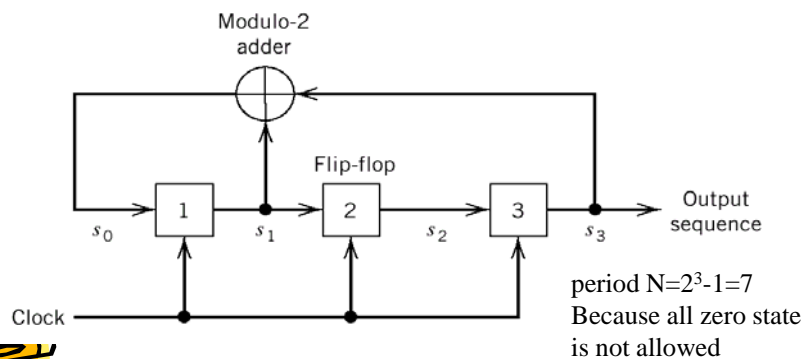 Modulo-2
adder
Flip-flop
1
2
3
Output
sequence
s0
s1
s2
s3
Clock
period N=2³-1=7
Because all zero state
is not allowed